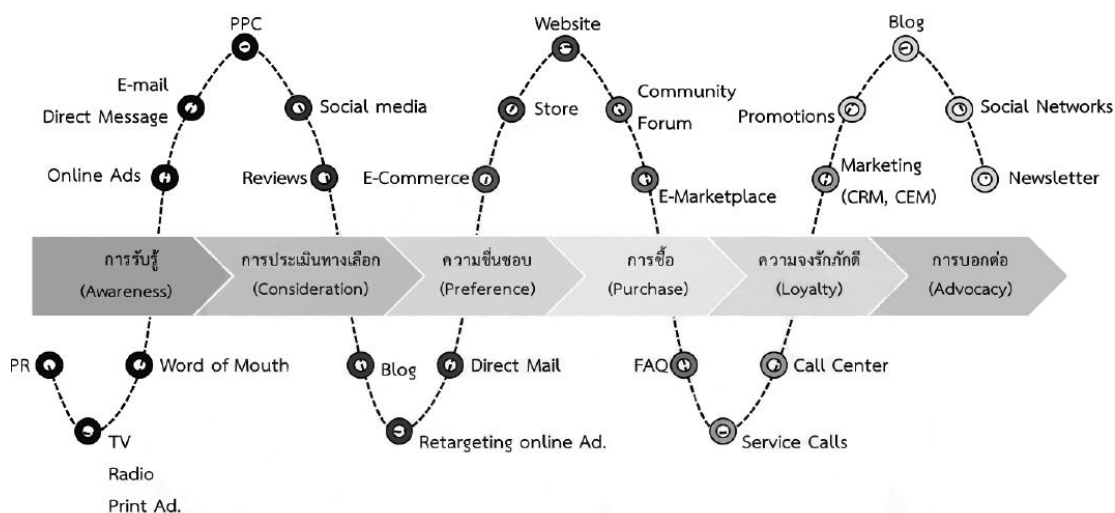 PPC
Website
Blog
E-mail
Direct Message
Social media
Store
Community
Forum
Promotions
Social Networks
Online Ads
Reviews
E-Commerce
E-Marketplace
Marketing
(CRM, CEM)
Newsletter
การรับรู้
(Awareness)
การประเมินทางเลือก
(Consideration)
ความชื่นชอบ
(Preference)
การซื้อ
(Purchase)
ความจงรักภักดี
(Loyalty)
การบอกต่อ
(Advocacy)
PR
Word of Mouth
Blog
Direct Mail
FAQ
Call Center
TV
Radio
Print Ad.
Retargeting online Ad.
Service Calls